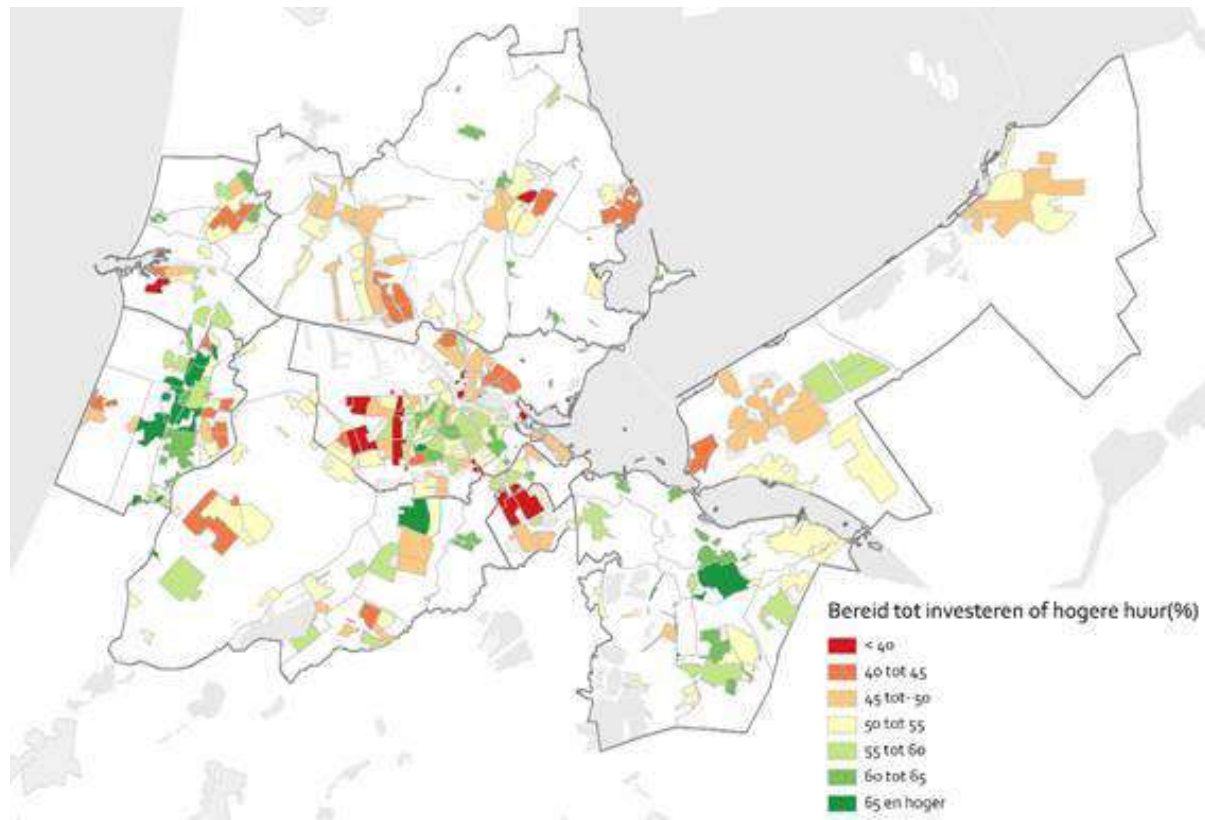 Bereid tot investeren of hogere huur(%)
< 40
40 tot 45
45 tot- 50
50 tot 55
55 tot 60
60 tot 65
65 en hoger